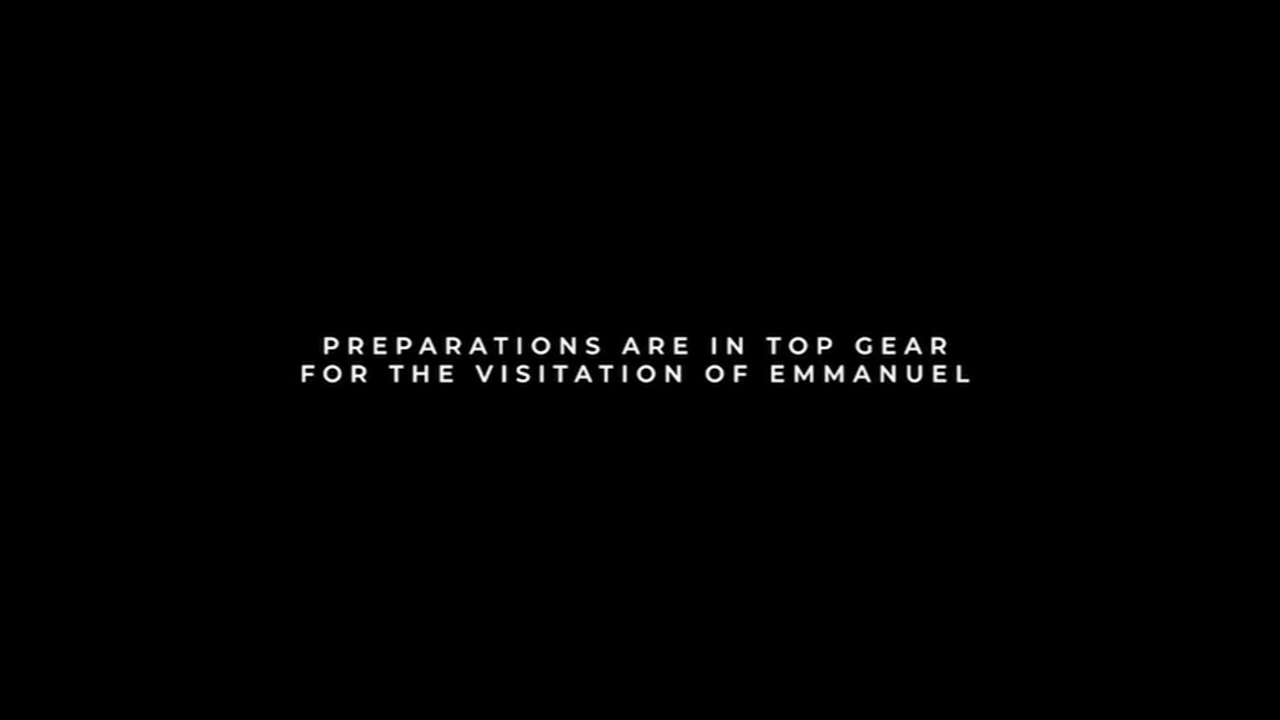 PREPARATIONS ARE IN TOP GEAR
FOR THE VISITATION OF EMMANUEL